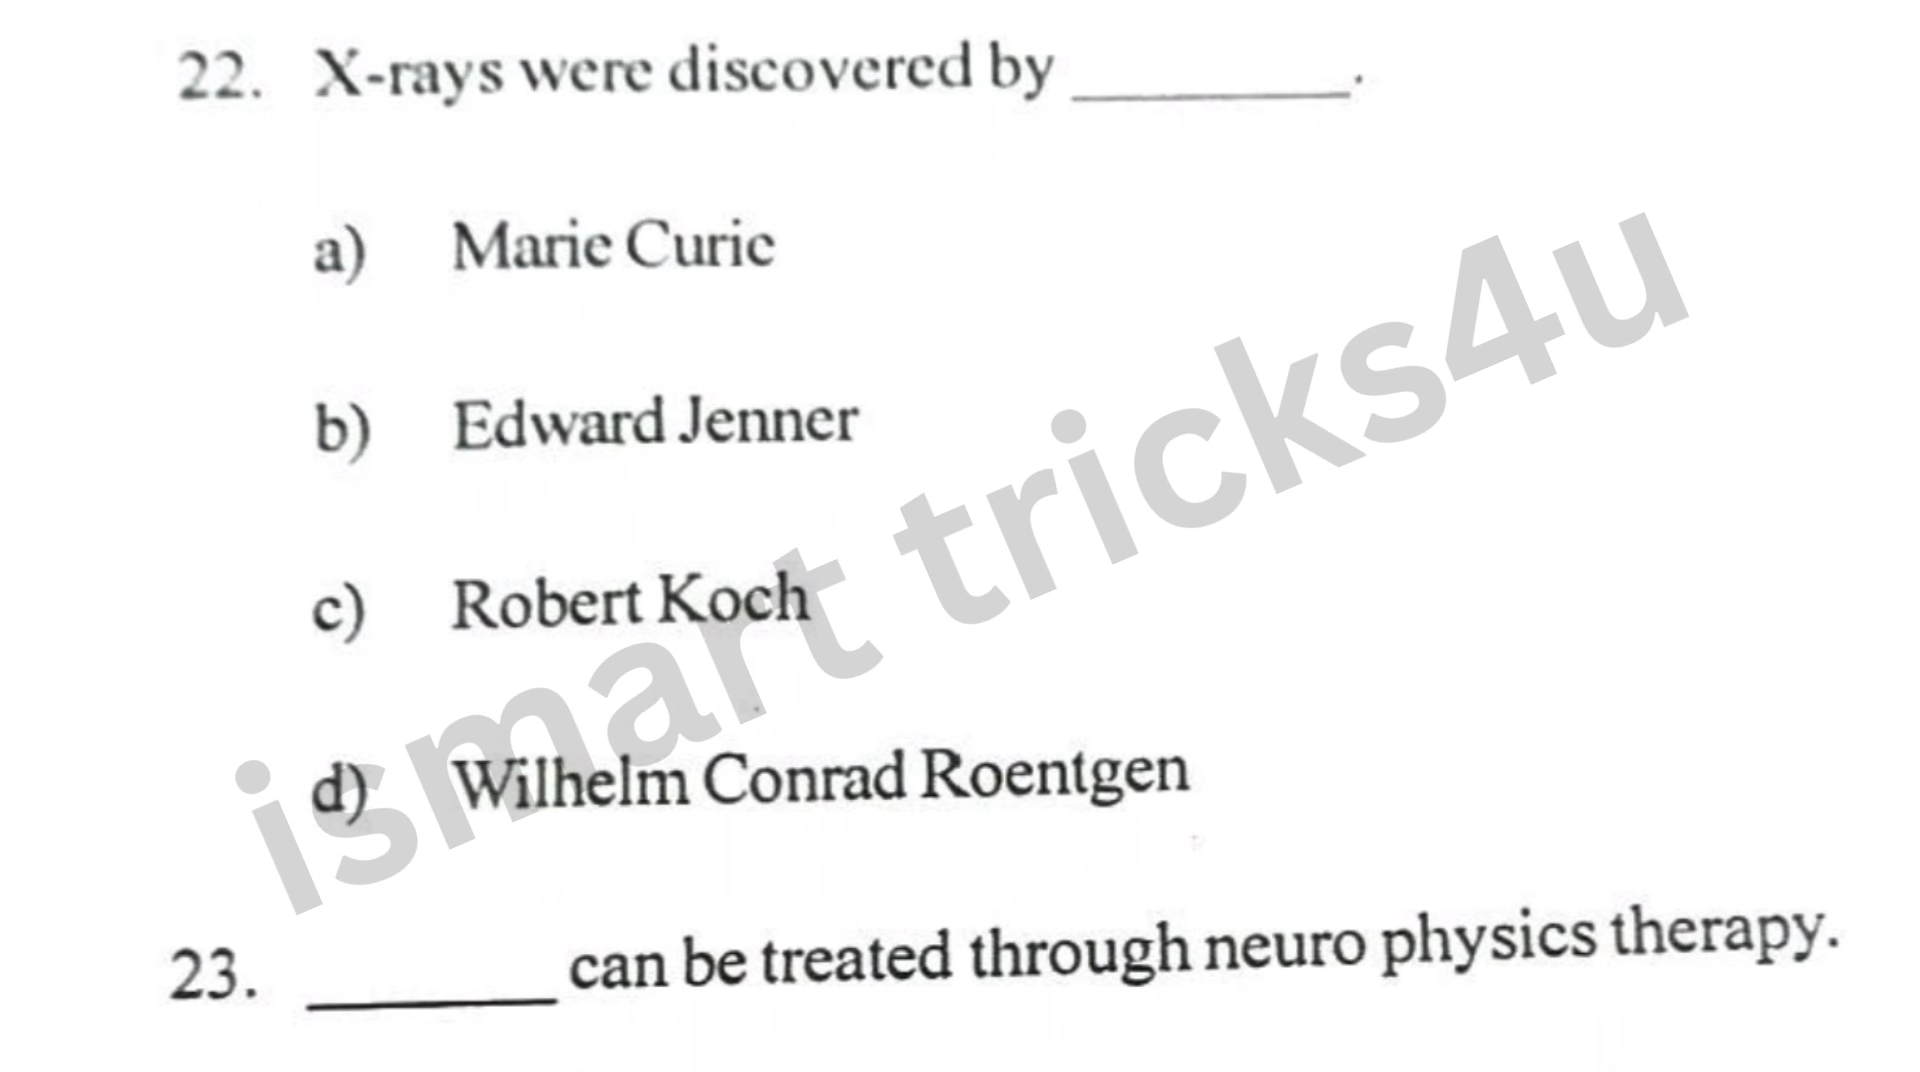 22. X-rays were discovered by ________.
a) Marie Curie
b) Edward Jenner
c) Robert Koch
d) Wilhelm Conrad Roentgen
23. ________ can be treated through neuro physics therapy.
ismart tricks4u